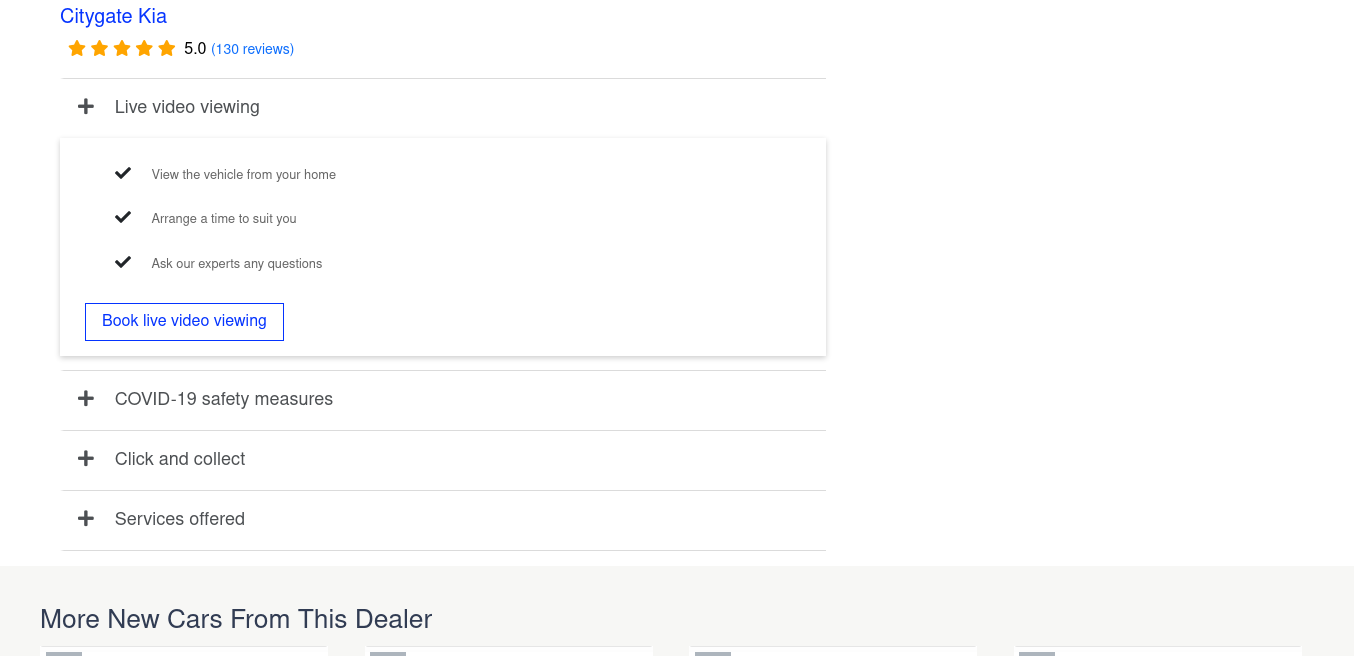 Citygate Kia
5.0 (130 reviews)
Live video viewing
View the vehicle from your home
Arrange a time to suit you
Ask our experts any questions
Book live video viewing
COVID-19 safety measures
Click and collect
Services offered
More New Cars From This Dealer